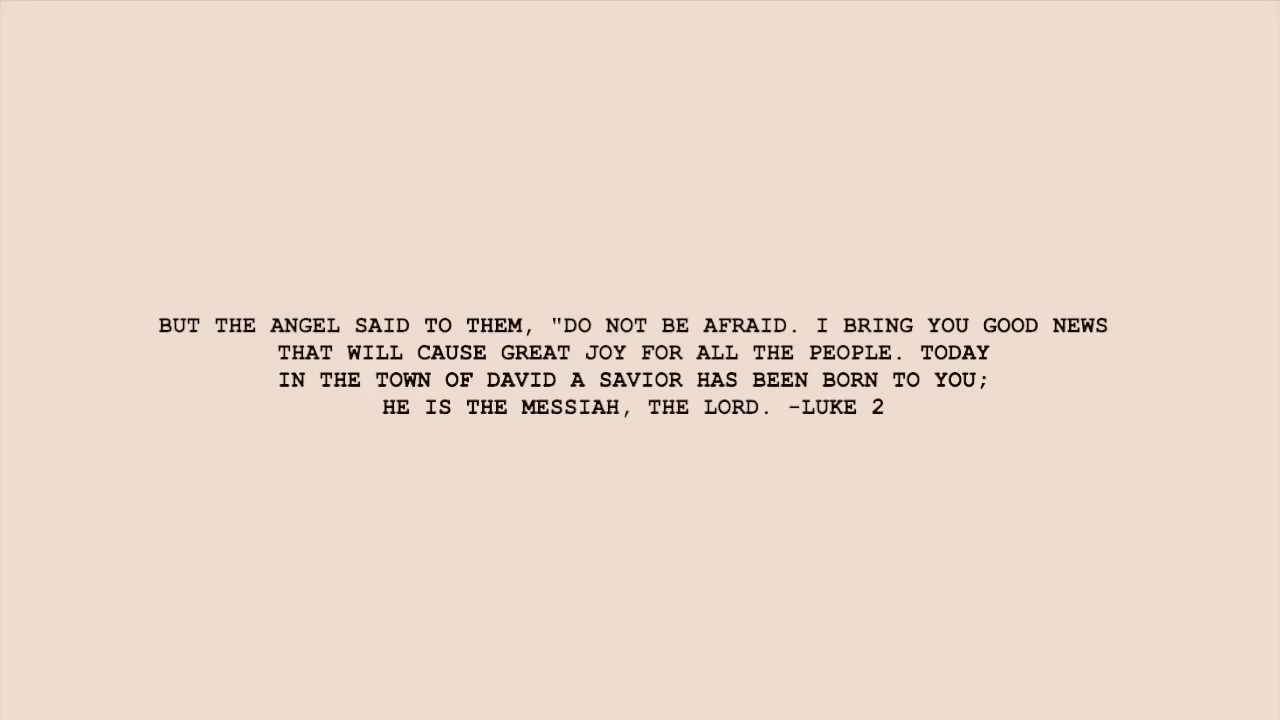 BUT THE ANGEL SAID TO THEM, "DO NOT BE AFRAID. I BRING YOU GOOD NEWS
THAT WILL CAUSE GREAT JOY FOR ALL THE PEOPLE. TODAY
IN THE TOWN OF DAVID A SAVIOR HAS BEEN BORN TO YOU;
HE IS THE MESSIAH, THE LORD. -LUKE 2